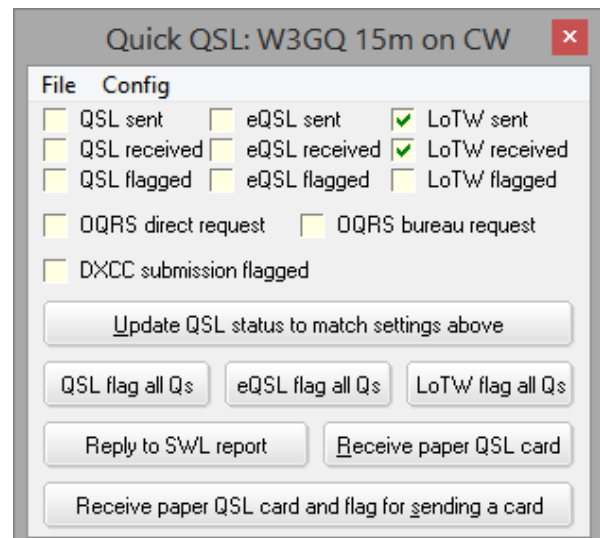 Quick QSL: W3GQ 15m on CW
File Config
QSL sent eQSL sent LoTW sent
QSL received eQSL received LoTW received
QSL flagged eQSL flagged LoTW flagged
OQRS direct request OQRS bureau request
DXCC submission flagged
Update QSL status to match settings above
QSL flag all Qs eQSL flag all Qs LoTW flag all Qs
Reply to SWL report Receive paper QSL card
Receive paper QSL card and flag for sending a card